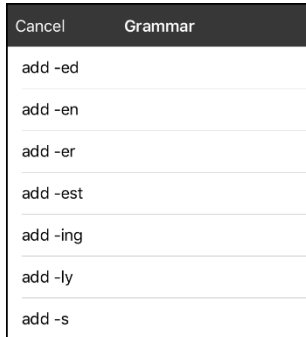 Cancel Grammar
add -ed
add -en
add -er
add -est
add -ing
add -ly
add -s